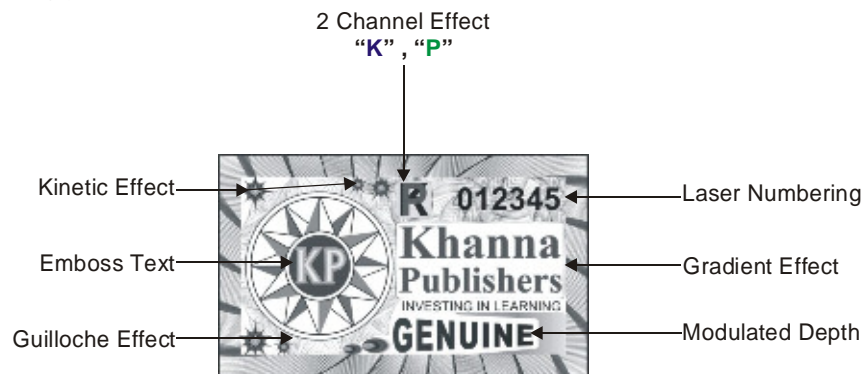 2 Channel Effect
“K” , “P”
Kinetic Effect
Emboss Text
Guilloche Effect
R 012345
KP
Khanna
Publishers
INVESTING IN LEARNING
GENUINE
Laser Numbering
Gradient Effect
Modulated Depth